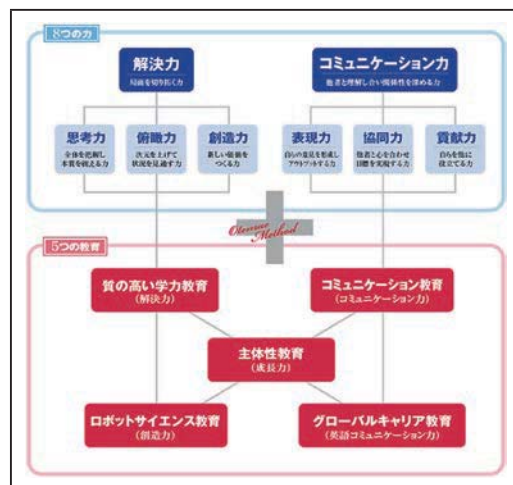 8つの力
解決力
局面を切り拓く力
コミュニケーション力
他者と理解し合い関係性を深める力
思考力
全体を把握し
本質を捉える力
俯瞰力
次元を上げて
状況を見通す力
創造力
新しい価値を
つくる力
表現力
自らの意見を形成し
アウトプットする力
協同力
他者と心を合わせ
目標を実現する力
貢献力
自らを他に
役立てる力
Otemae
Method
5つの教育
質の高い学力教育
(解決力)
コミュニケーション教育
(コミュニケーション力)
主体性教育
(成長力)
ロボットサイエンス教育
(創造力)
グローバルキャリア教育
(英語コミュニケーション力)